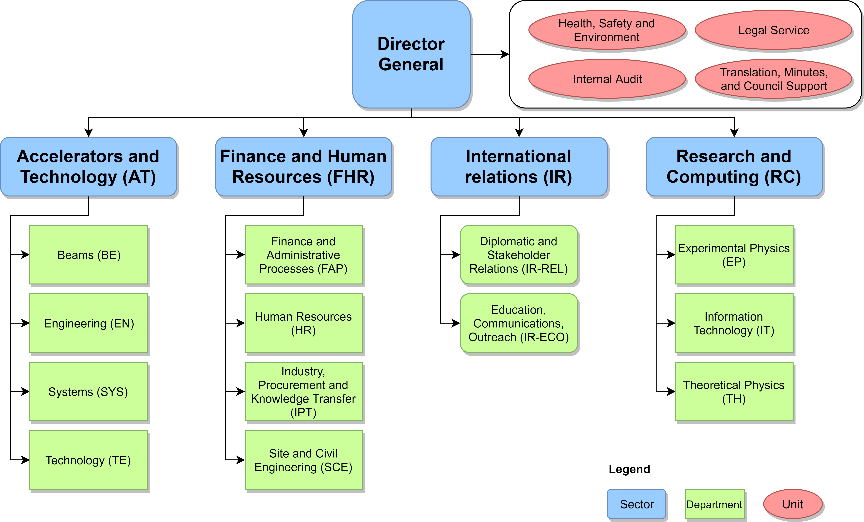 Director
General
Health, Safety and
Environment
Legal Service
Internal Audit
Translation, Minutes,
and Council Support
Accelerators and
Technology (AT)
Finance and Human
Resources (FHR)
International
relations (IR)
Research and
Computing (RC)
Beams (BE)
Engineering (EN)
Systems (SYS)
Technology (TE)
Finance and
Administrative
Processes (FAP)
Human Resources
(HR)
Industry,
Procurement and
Knowledge Transfer
(IPT)
Site and Civil
Engineering (SCE)
Diplomatic and
Stakeholder
Relations (IR-REL)
Education,
Communications,
Outreach (IR-ECO)
Experimental Physics
(EP)
Information
Technology (IT)
Theoretical Physics
(TH)
Legend
Sector
Department
Unit